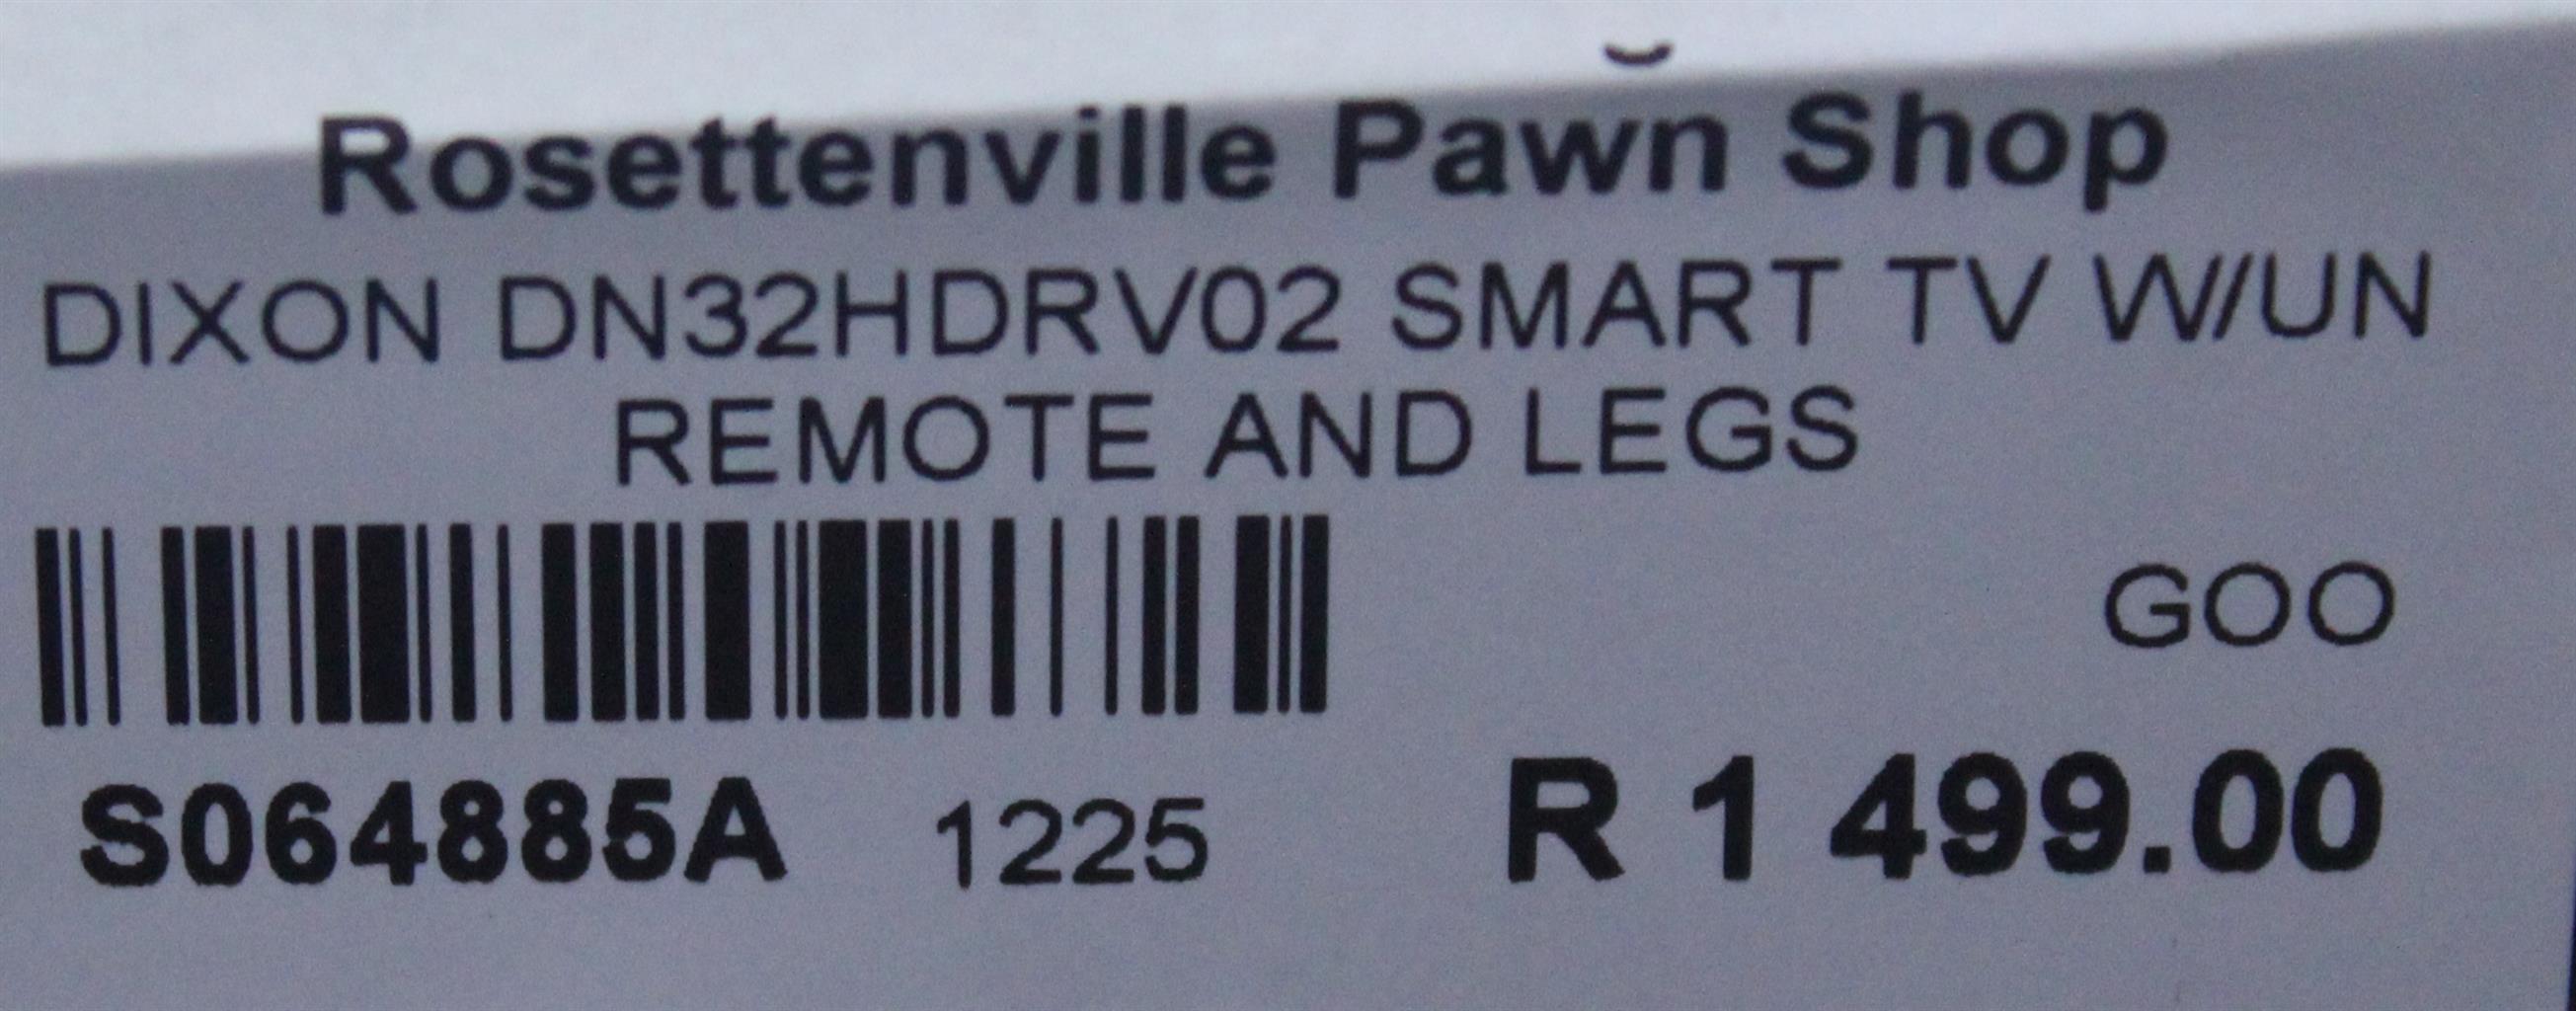 Rosettenville Pawn Shop
DIXON DN32HDRV02 SMART TV W/UN
REMOTE AND LEGS
GOO
S064885A 1225 R 1 499.00